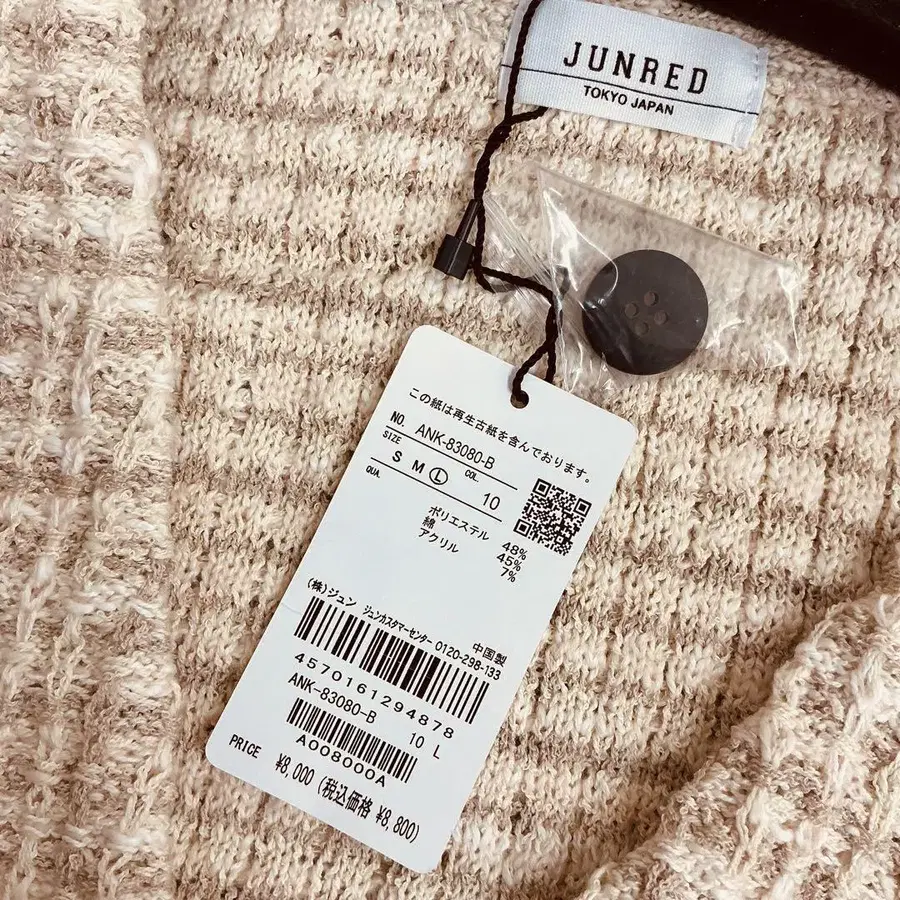 JUNRED
TOKYO JAPAN
この紙は再生古紙を含んでおります。
NO. ANK-83080-B
SIZE S M L COL. 10
QUA.
ポリエステル 48%
綿 45%
アクリル 7%
(株)ジュン ジュンカスタマーセンター 0120-298-133
中国製
4570161294878
ANK-83080-B 10 L
A008000A
PRICE ¥8,000 (税込価格 ¥8,800)